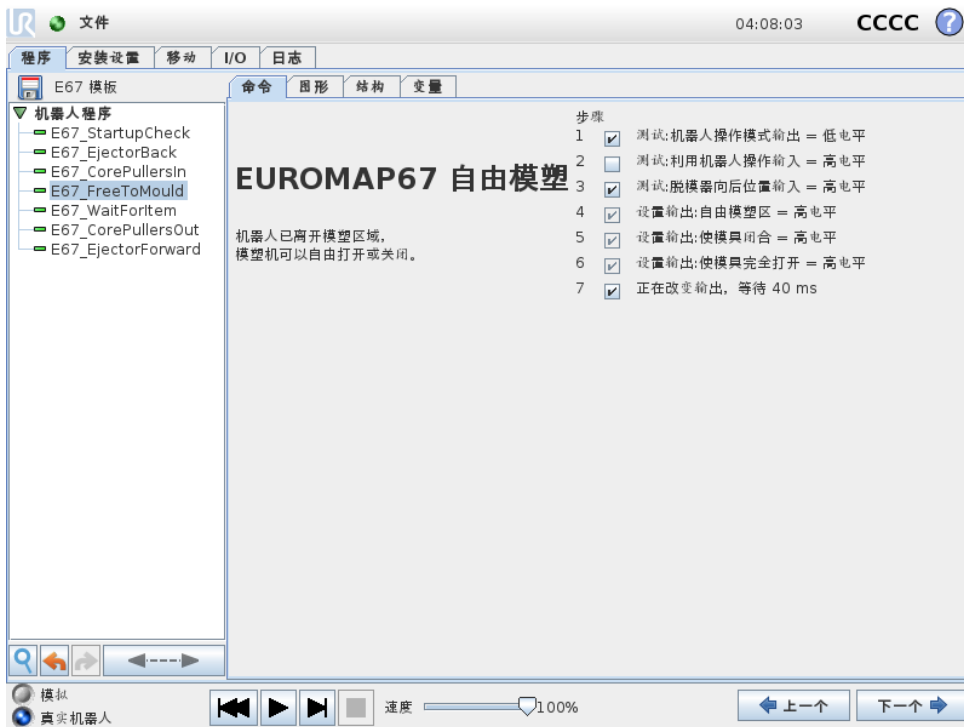 UR 文件 04:08:03 CCCC ?
程序 安装设置 移动 I/O 日志
E67 模板
命令 图形 结构 变量
机器人程序
E67_StartupCheck
E67_EjectorBack
E67_CorePullersIn
E67_FreeToMould
E67_WaitForItem
E67_CorePullersOut
E67_EjectorForward
EUROMAP67 自由模塑
机器人已离开模塑区域,
模塑机可以自由打开或关闭。
步骤
1 测试:机器人操作模式输出 = 低电平
2 测试:利用机器人操作输入 = 高电平
3 测试:脱模器向后位置输入 = 高电平
4 设置输出:自由模塑区 = 高电平
5 设置输出:使模具闭合 = 高电平
6 设置输出:使模具完全打开 = 高电平
7 正在改变输出，等待 40 ms
模拟
真实机器人
速度 100%
上一个 下一个